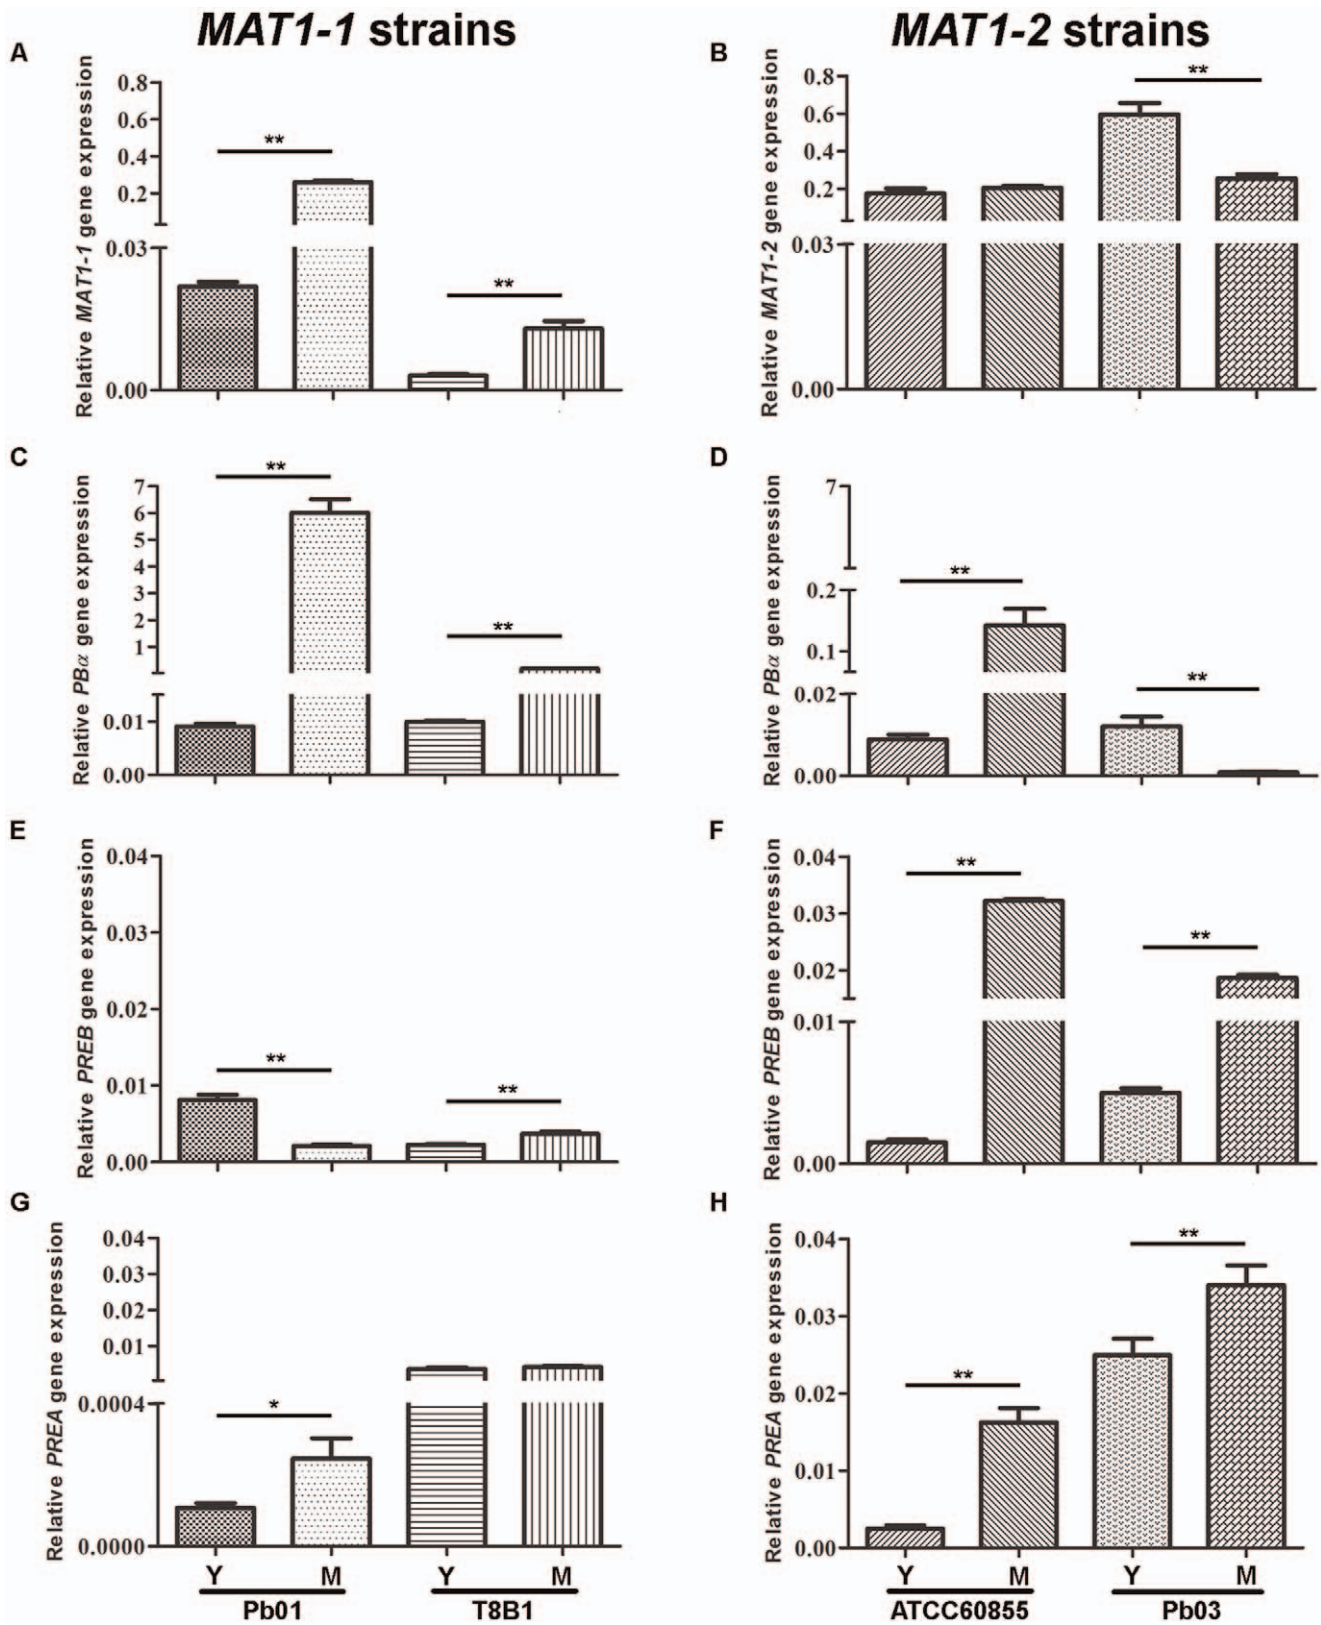 MAT1-1 strains
MAT1-2 strains
A
Relative MAT1-1 gene expression
0.8
0.6
0.4
0.2
0.03
0.00
**
**
B
Relative MAT1-2 gene expression
0.8
0.6
0.4
0.2
0.03
0.00
**
C
Relative PBα gene expression
7
6
5
4
3
2
1
0.01
0.00
**
**
D
Relative PBα gene expression
7
0.2
0.1
0.02
0.00
**
**
E
Relative PREB gene expression
0.04
0.03
0.02
0.01
0.00
**
**
F
Relative PREB gene expression
0.04
0.03
0.02
0.01
0.00
**
**
G
Relative PREA gene expression
0.04
0.03
0.02
0.01
0.0004
0.0000
*
Y M Y M
Pb01 T8B1
H
Relative PREA gene expression
0.04
0.03
0.02
0.01
0.00
**
**
Y M Y M
ATCC60855 Pb03